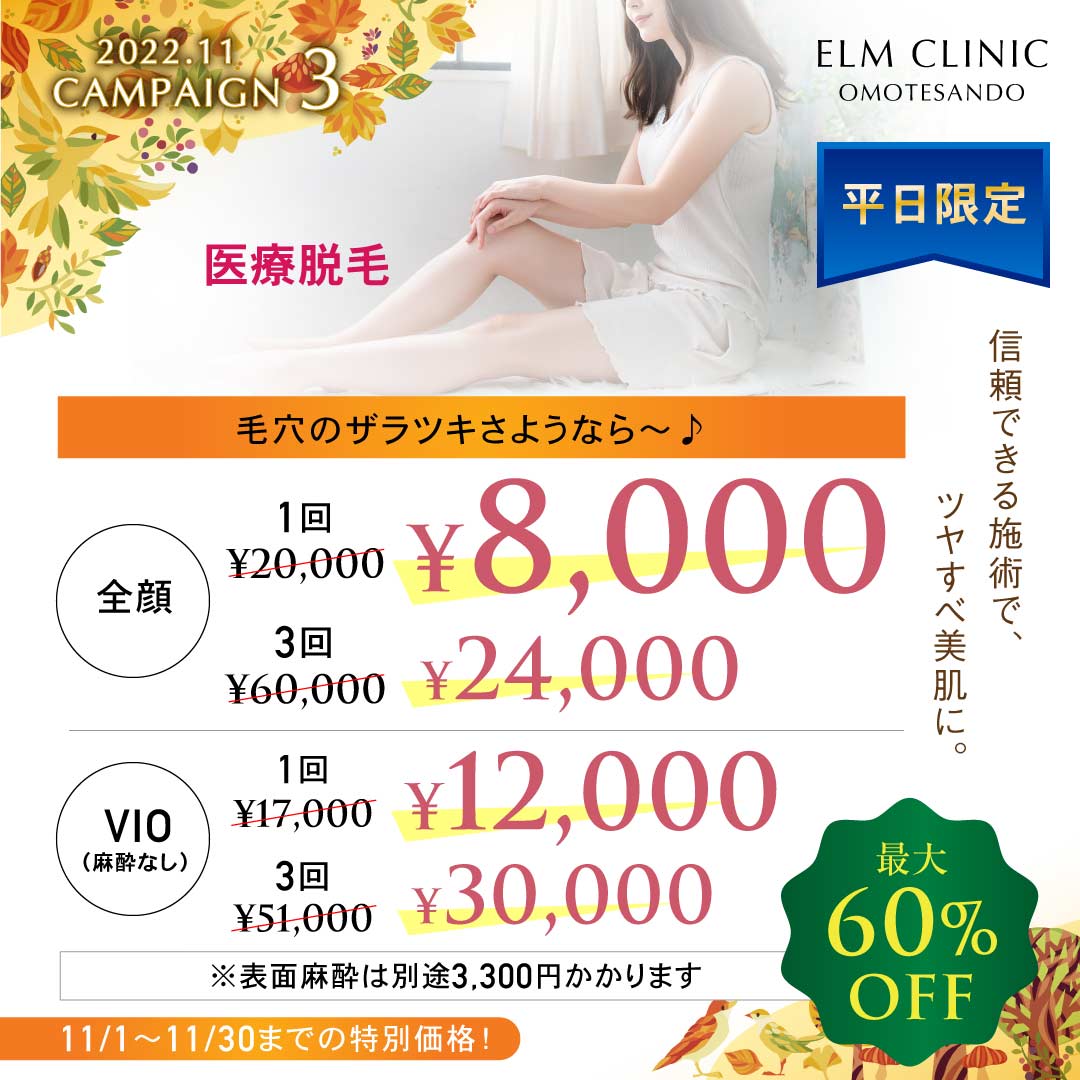 2022.11
CAMPAIGN 3
ELM CLINIC
OMOTESANDO
平日限定
医療脱毛
信頼できる施術で、
ツヤすべ美肌に。
毛穴のザラツキさようなら～♪
全顔
1回
¥20,000
¥8,000
3回
¥60,000
¥24,000
VIO
（麻酔なし）
1回
¥17,000
¥12,000
3回
¥51,000
¥30,000
※表面麻酔は別途3,300円かかります
最大
60%
OFF
11/1～11/30までの特別価格！